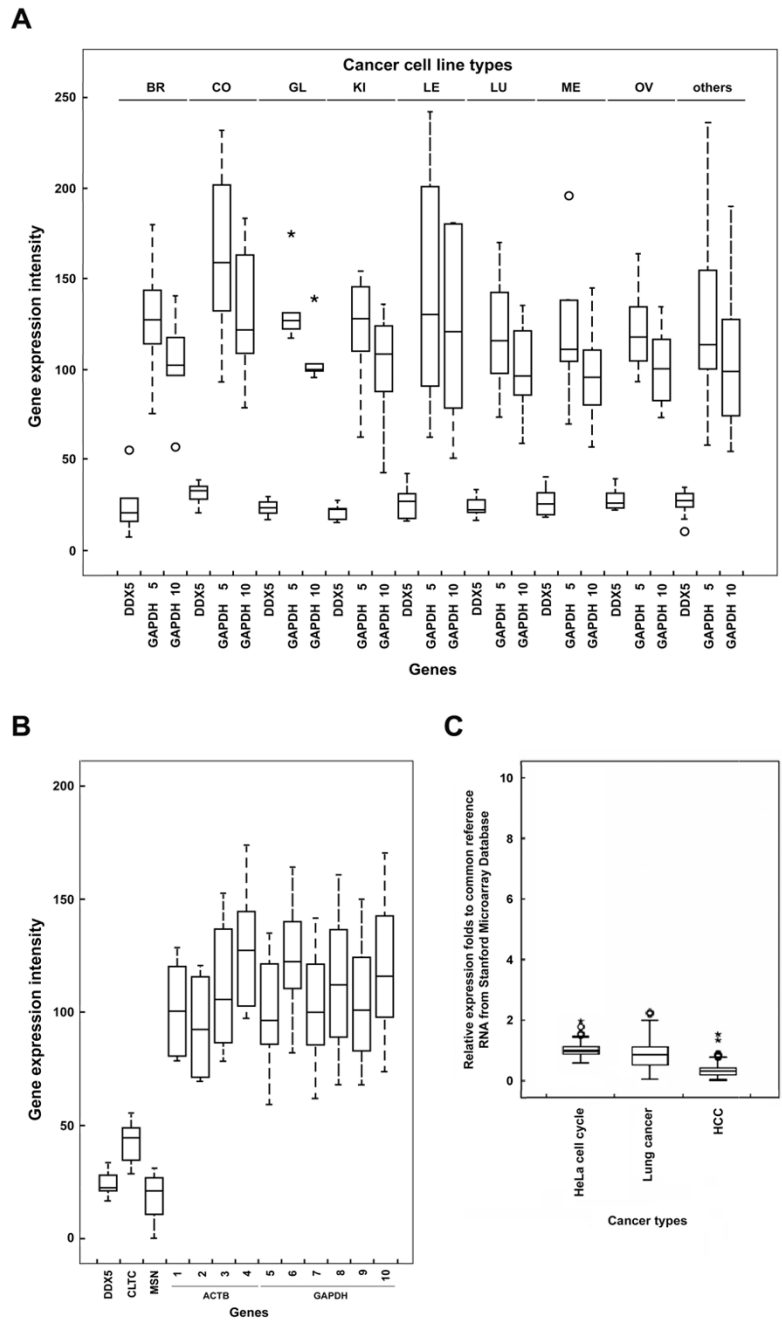 A
Cancer cell line types
BR CO GL KI LE LU ME OV others
250
200
150
100
50
0
Gene expression intensity
DDX5 GAPDH 5 GAPDH 10 DDX5 GAPDH 5 GAPDH 10 DDX5 GAPDH 5 GAPDH 10 DDX5 GAPDH 5 GAPDH 10 DDX5 GAPDH 5 GAPDH 10 DDX5 GAPDH 5 GAPDH 10 DDX5 GAPDH 5 GAPDH 10 DDX5 GAPDH 5 GAPDH 10 DDX5 GAPDH 5 GAPDH 10
Genes
B
200
150
100
50
0
Gene expression intensity
DDX5 CLTC MSN 1 2 3 4 5 6 7 8 9 10
ACTB GAPDH
Genes
C
10
8
6
4
2
0
Relative expression folds to common reference
RNA from Stanford Microarray Database
HeLa cell cycle Lung cancer HCC
Cancer types